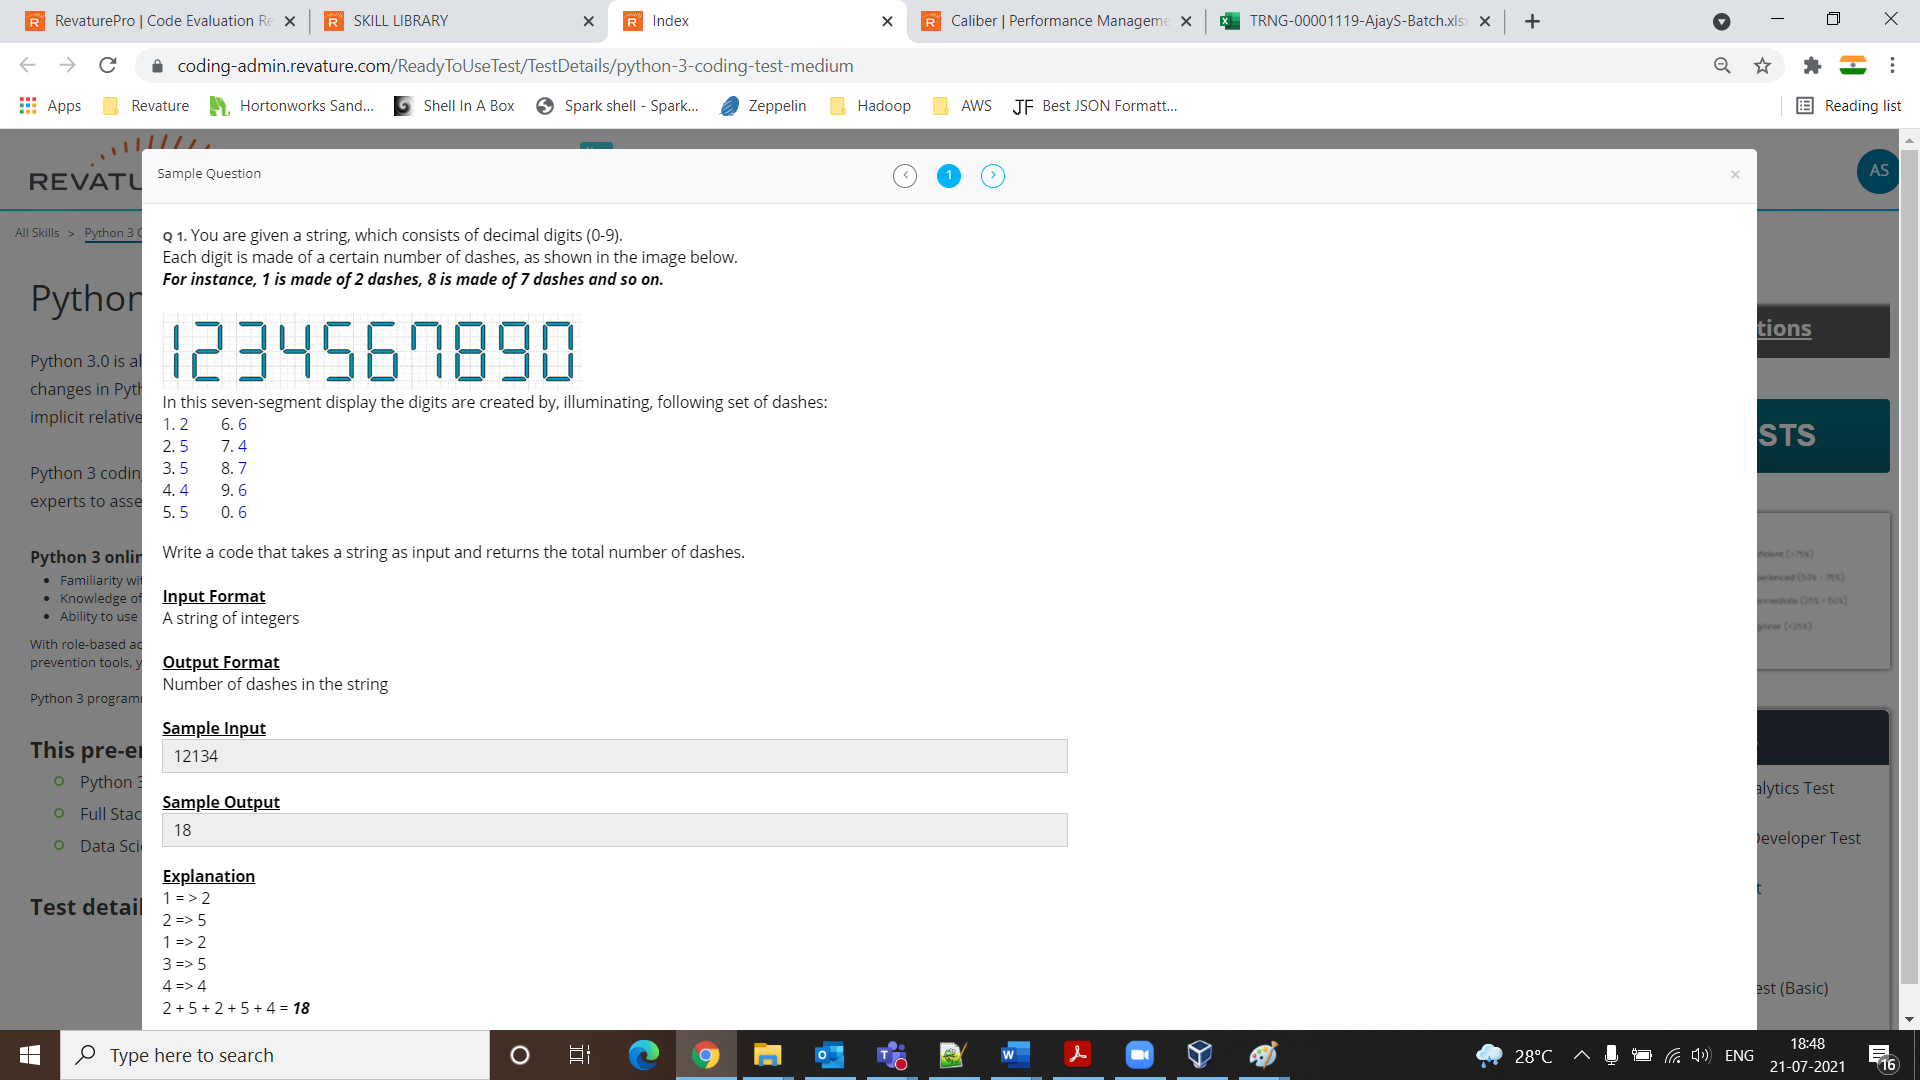 RevaturePro | Code Evaluation Re
SKILL LIBRARY
Index
Caliber | Performance Manageme
TRNG-00001119-AjayS-Batch.xls
coding-admin.revature.com/ReadyToUseTest/TestDetails/python-3-coding-test-medium
Apps
Revature
Hortonworks Sand...
Shell In A Box
Spark shell - Spark...
Zeppelin
Hadoop
AWS
JF Best JSON Formatt...
Reading list
REVATU
AS
Sample Question
1
All Skills > Python 3 C
Python
Python 3.0 is al
changes in Pyth
implicit relative
Python 3 codin
experts to asse
Python 3 onlin
Familiarity wi
Knowledge of
Ability to use
With role-based ac
prevention tools, y
Python 3 program
This pre-e
Python 3
Full Stac
Data Sci
Test detail
Q 1. You are given a string, which consists of decimal digits (0-9).
Each digit is made of a certain number of dashes, as shown in the image below.
For instance, 1 is made of 2 dashes, 8 is made of 7 dashes and so on.
1234567890
In this seven-segment display the digits are created by, illuminating, following set of dashes:
1. 2 6. 6
2. 5 7. 4
3. 5 8. 7
4. 4 9. 6
5. 5 0. 6
Write a code that takes a string as input and returns the total number of dashes.
Input Format
A string of integers
Output Format
Number of dashes in the string
Sample Input
12134
Sample Output
18
Explanation
1 = > 2
2 => 5
1 => 2
3 => 5
4 => 4
2 + 5 + 2 + 5 + 4 = 18
tions
STS
alytics Test
Developer Test
t
est (Basic)
Type here to search
28°C
ENG
18:48
21-07-2021
16